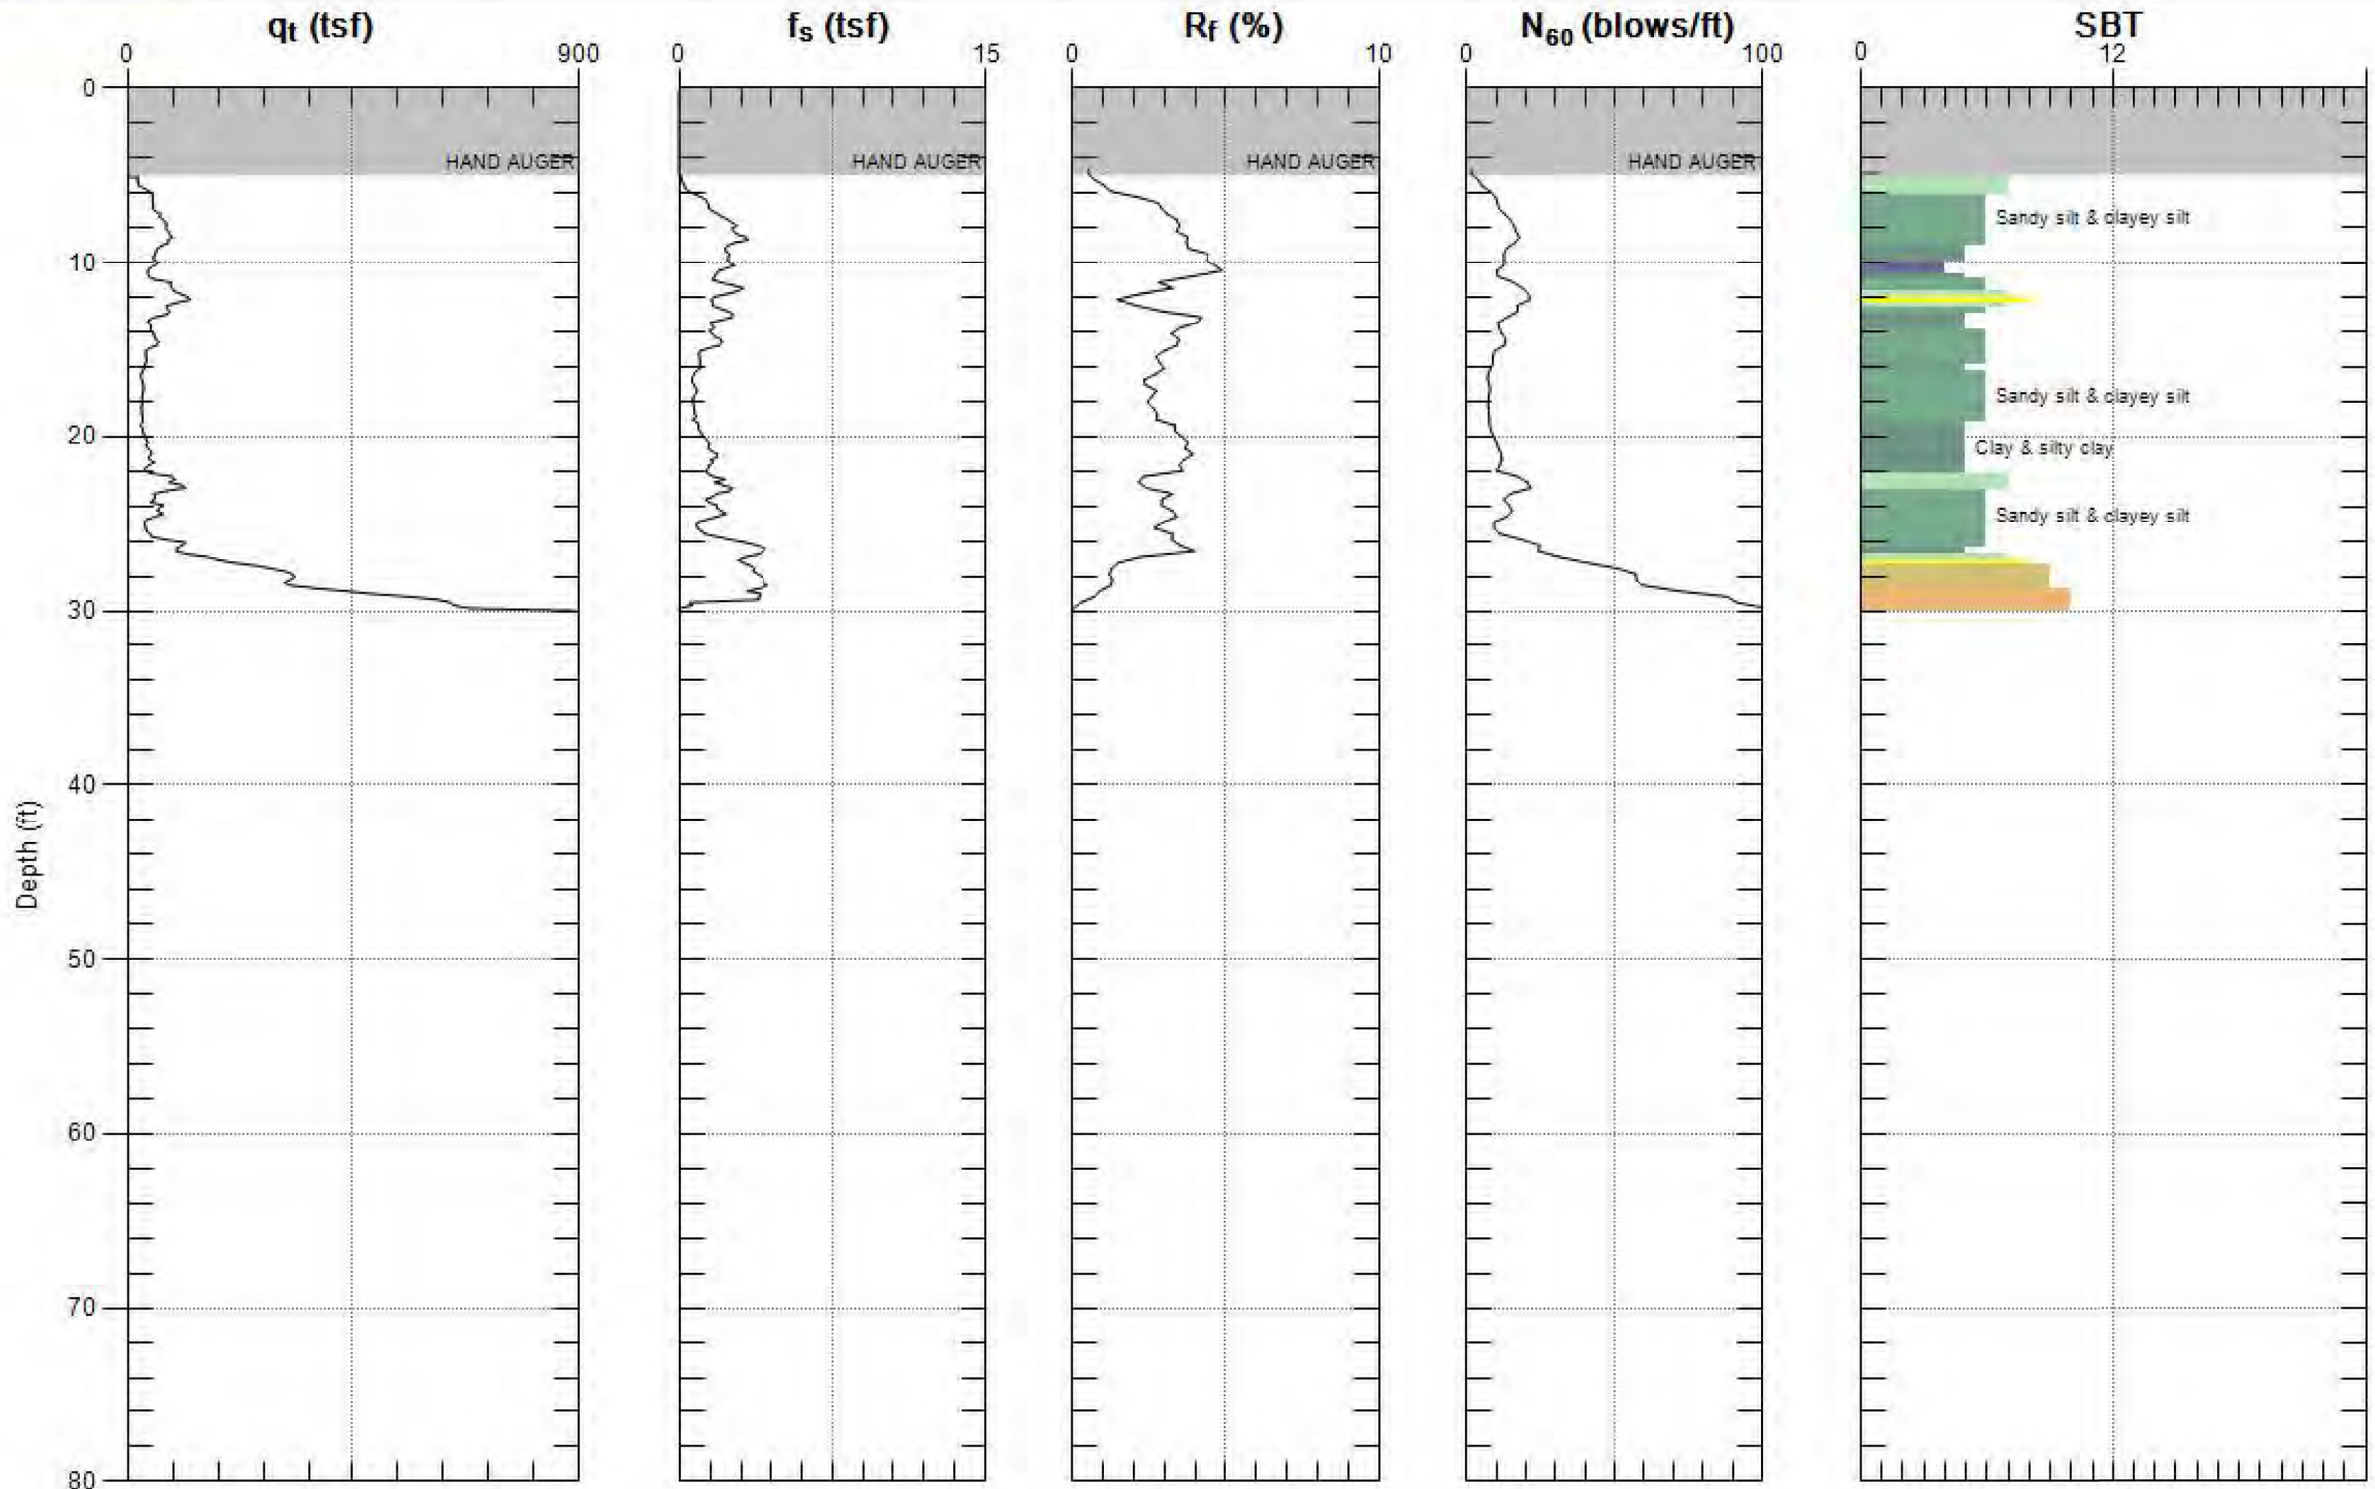 qt (tsf)
fs (tsf)
Rf (%)
N60 (blows/ft)
SBT
0 900
0 15
0 10
0 100
0 12
0
HAND AUGER
HAND AUGER
HAND AUGER
HAND AUGER
Sandy silt & clayey silt
10
Sandy silt & clayey silt
20
Clay & silty clay
Sandy silt & clayey silt
30
40
Depth (ft)
50
60
70
80